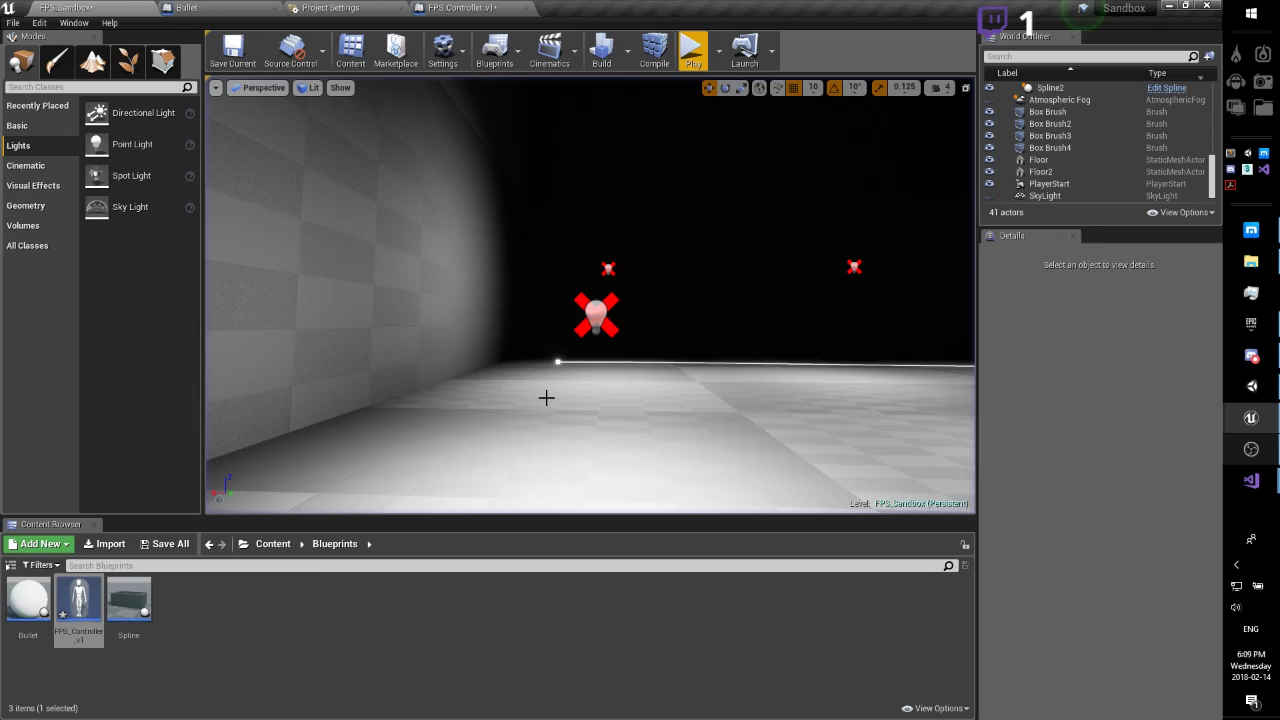 FPS_Sandbox*
Bullet
Project Settings
FPS_Controller_v1*
1
Sandbox
File Edit Window Help
Modes
Search Classes
Recently Placed
Basic
Lights
Cinematic
Visual Effects
Geometry
Volumes
All Classes
Directional Light
Point Light
Spot Light
Sky Light
Save Current
Source Control
Content
Marketplace
Settings
Blueprints
Cinematics
Build
Compile
Play
Launch
Perspective
Lit
Show
10
10°
0.125
4
X
Z
Level: FPS_Sandbox (Persistent)
World Outliner
Search
Label Type
Spline2 Edit Spline
Atmospheric Fog AtmosphericFog
Box Brush Brush
Box Brush2 Brush
Box Brush3 Brush
Box Brush4 Brush
Floor StaticMeshActor
Floor2 StaticMeshActor
PlayerStart PlayerStart
SkyLight SkyLight
41 actors
View Options
Details
Select an object to view details.
Content Browser
Add New
Import
Save All
Content
Blueprints
Filters
Search Blueprints
Bullet
FPS_Controller
_v1
Spline
3 items (1 selected)
View Options
EPIC
ENG
6:09 PM
Wednesday
2018-02-14